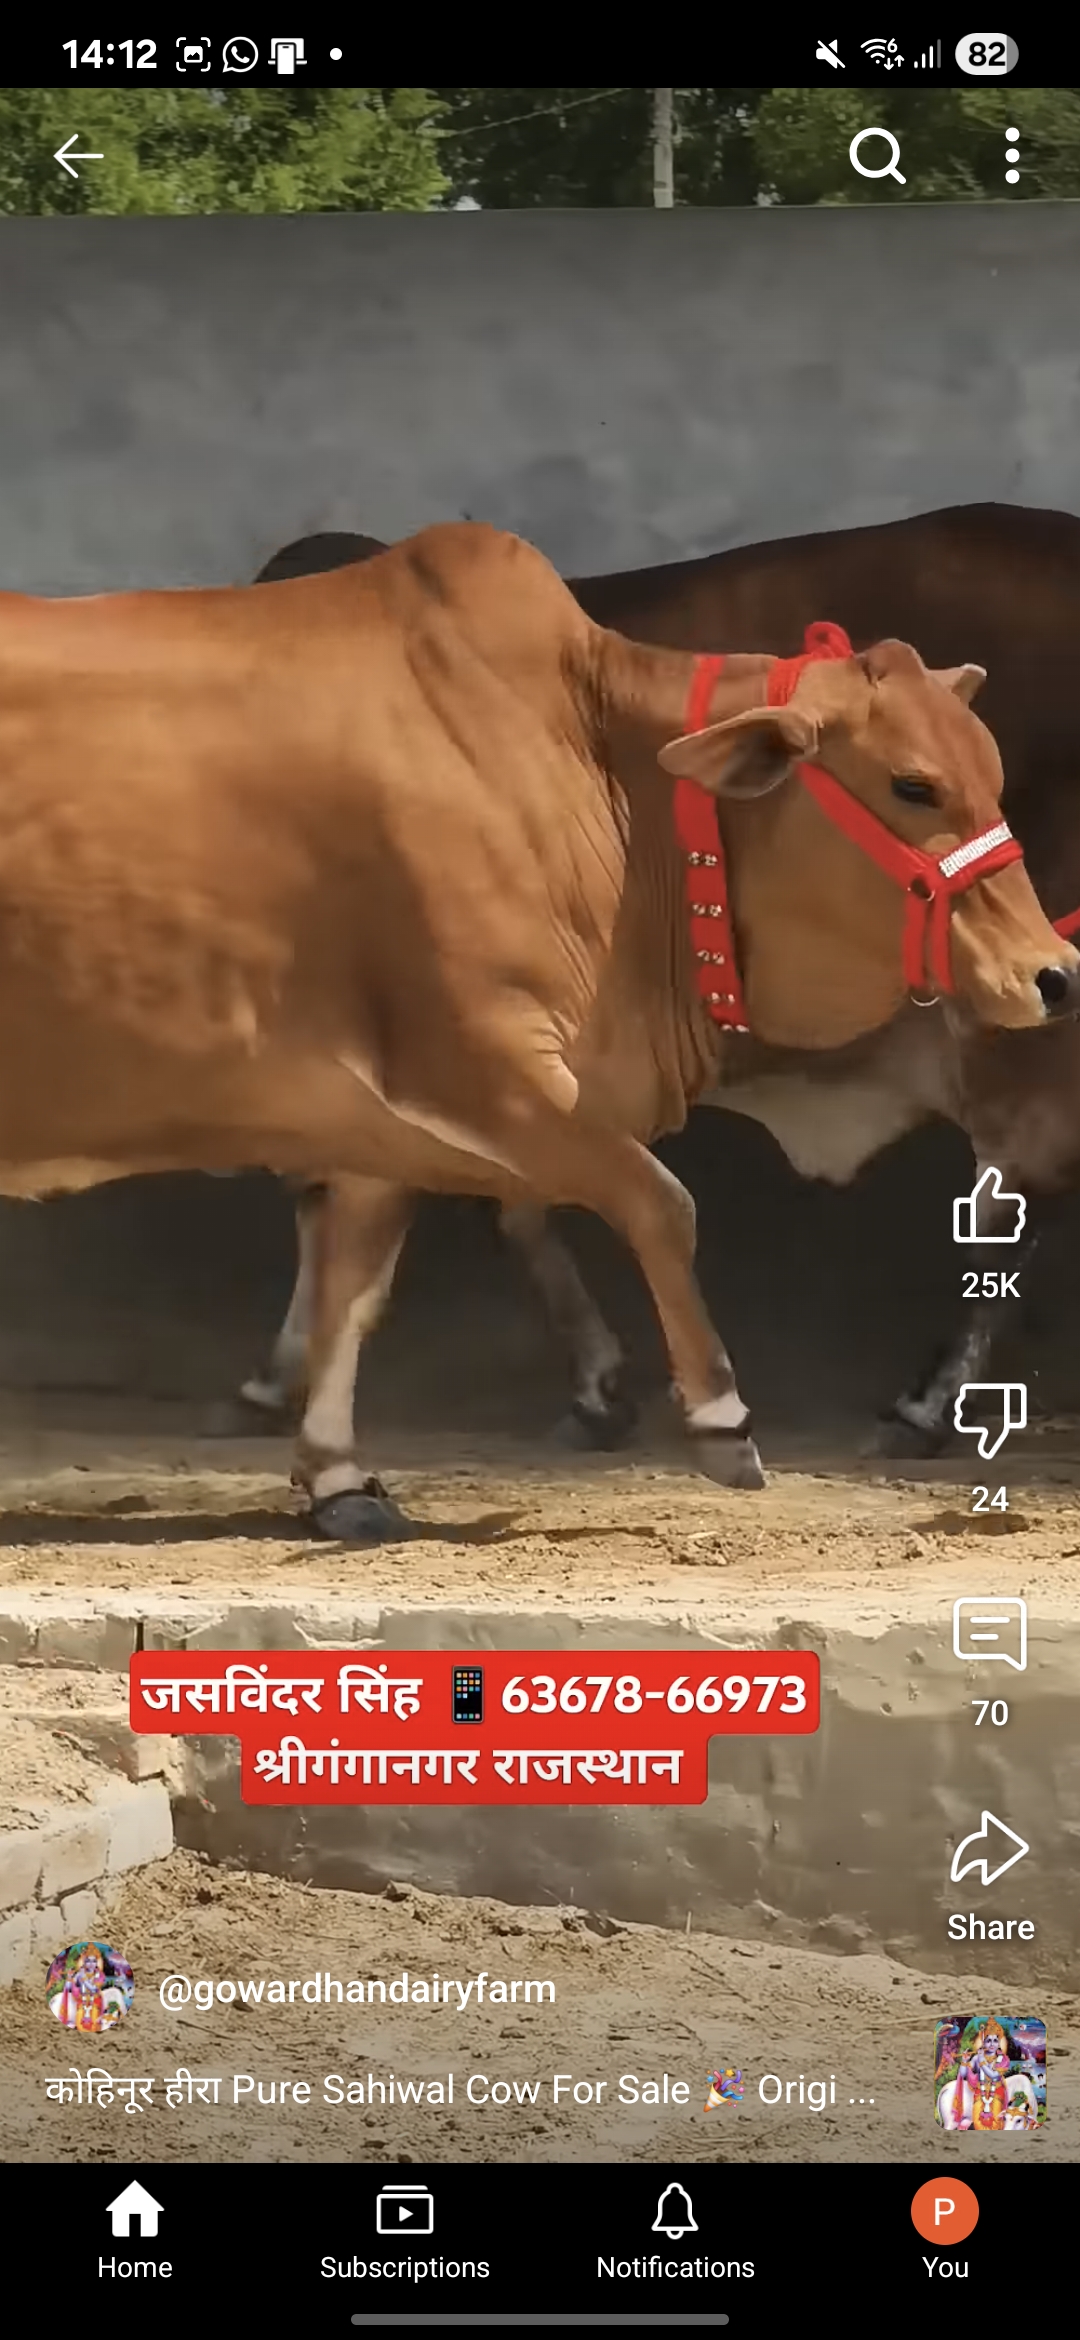 14:12
82
25K
24
70
जसविंदर सिंह 📱 63678-66973
श्रीगंगानगर राजस्थान
Share
@gowardhandairyfarm
कोहिनूर हीरा Pure Sahiwal Cow For Sale 🎉 Origi ...
Home
Subscriptions
Notifications
P
You